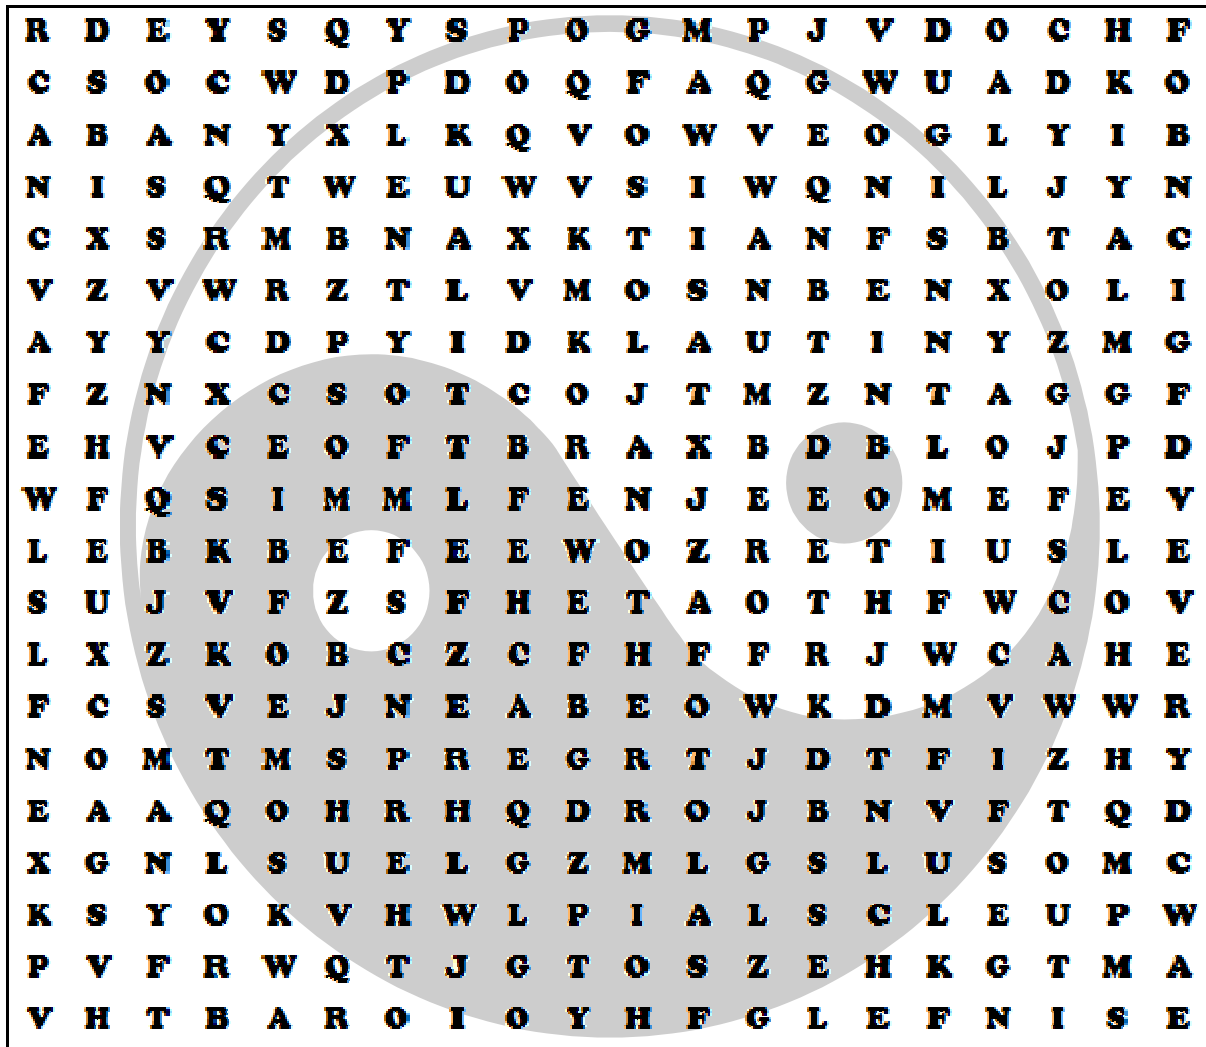 R D E Y S Q Y S P O G M P J V D O C H F
C S O C W D P D O Q F A Q G W U A D K O
A B A N Y X L K Q V O W V E O G L Y I B
N I S Q T W E U W V S I W Q N I L J Y N
C X S R M B N A X K T I A N F S B T A C
V Z V W R Z T L V M O S N B E N X O L I
A Y Y C D P Y I D K L A U T I N Y Z M G
F Z N X C S O T C O J T M Z N T A G G F
E H V C E O F T B R A X B D B L O J P D
W F Q S I M M L F E N J E E O M E F E V
L E B K B E F E E W O Z R E T I U S L E
S U J V F Z S F H E T A O T H F W C O V
L X Z K O B C Z C F H F F R J W C A H E
F C S V E J N E A B E O W K D M V W W R
N O M T M S P R E G R T J D T F I Z H Y
E A A Q O H R H Q D R O J B N V F T Q D
X G N L S U E L G Z M L G S L U S O M C
K S Y O K V H W L P I A L S C L E U P W
P V F R W Q T J G T O S Z E H K G T M A
V H T B A R O I O Y H F G L E F N I S E